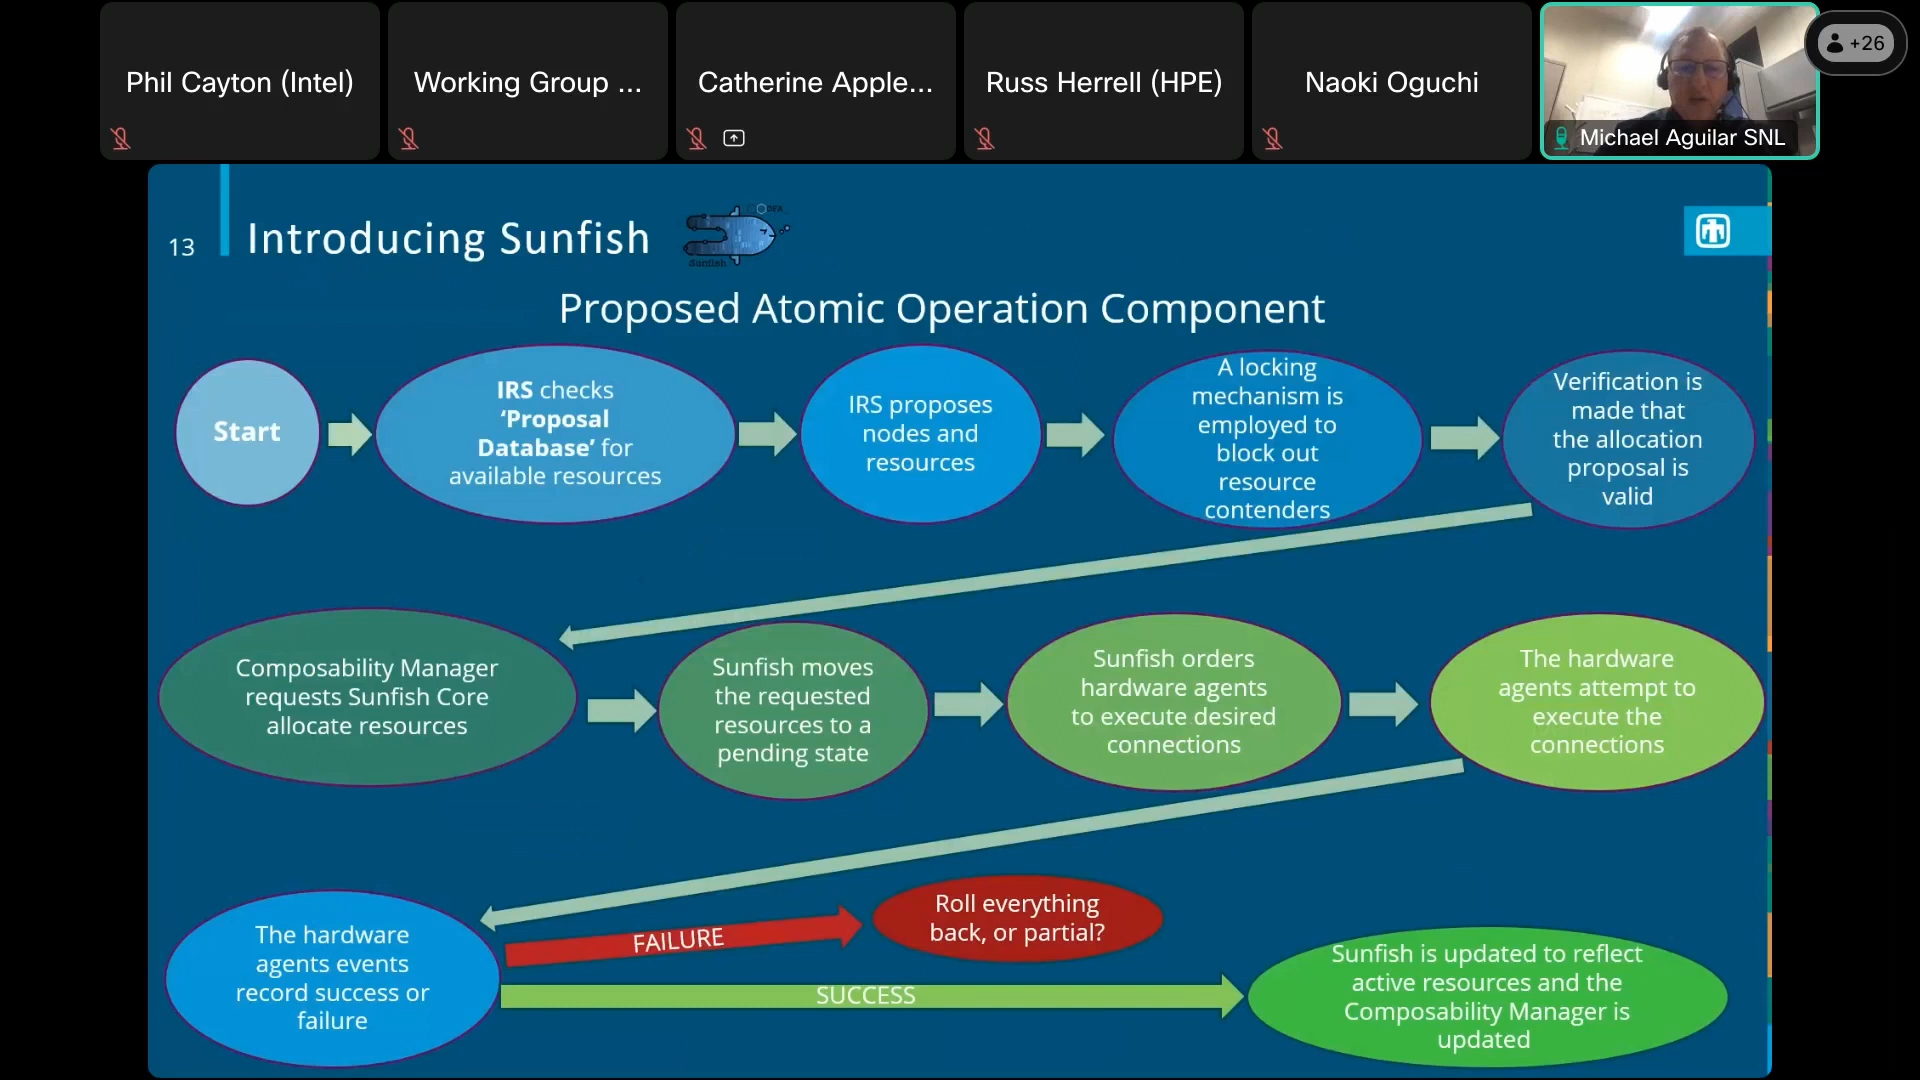 Phil Cayton (Intel)
Working Group ...
Catherine Apple...
Russ Herrell (HPE)
Naoki Oguchi
Michael Aguilar SNL
+26
13
Introducing Sunfish
OFA
Sunfish
Proposed Atomic Operation Component
Start
IRS checks
‘Proposal
Database’ for
available resources
IRS proposes
nodes and
resources
A locking
mechanism is
employed to
block out
resource
contenders
Verification is
made that
the allocation
proposal is
valid
Composability Manager
requests Sunfish Core
allocate resources
Sunfish moves
the requested
resources to a
pending state
Sunfish orders
hardware agents
to execute desired
connections
The hardware
agents attempt to
execute the
connections
The hardware
agents events
record success or
failure
FAILURE
Roll everything
back, or partial?
SUCCESS
Sunfish is updated to reflect
active resources and the
Composability Manager is
updated